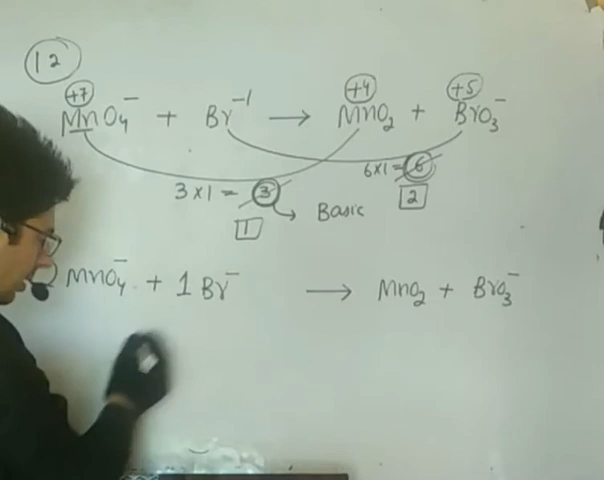 12
+7 +4 +5
MnO4⁻ + Br⁻¹ → MnO2 + BrO3⁻
6×1 = 6
3×1 = 3 2
1 Basic
MnO4⁻ + 1 Br⁻ → MnO2 + BrO3⁻